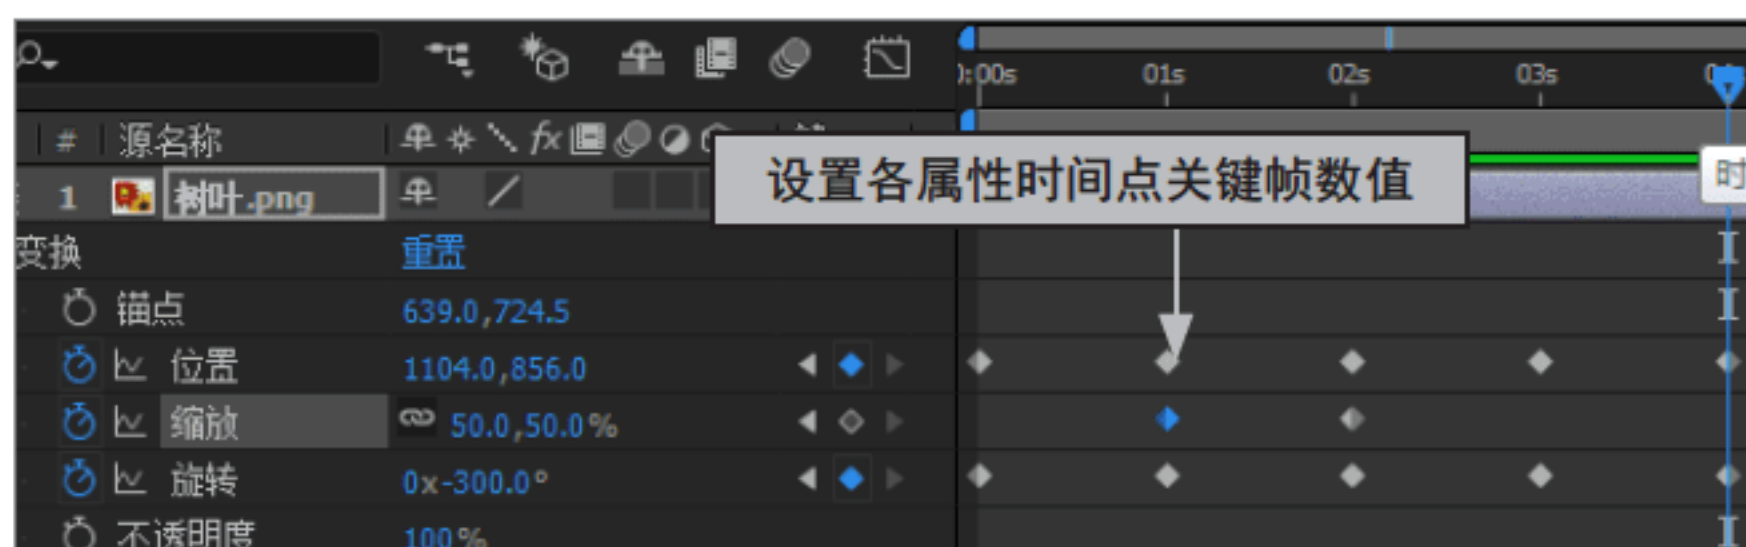 0:00s 01s 02s 03s
# 源名称 fx
设置各属性时间点关键帧数值
1 树叶.png 时
变换 重置
锚点 639.0,724.5
位置 1104.0,856.0
缩放 50.0,50.0%
旋转 0x-300.0°
不透明度 100%